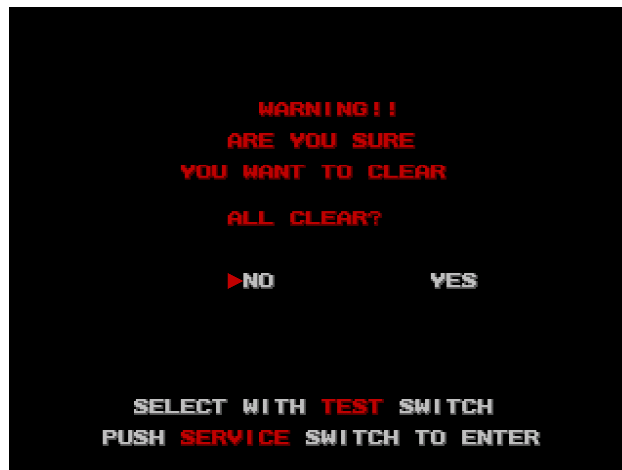 WARNING!!
ARE YOU SURE
YOU WANT TO CLEAR
ALL CLEAR?
▶NO YES
SELECT WITH TEST SWITCH
PUSH SERVICE SWITCH TO ENTER